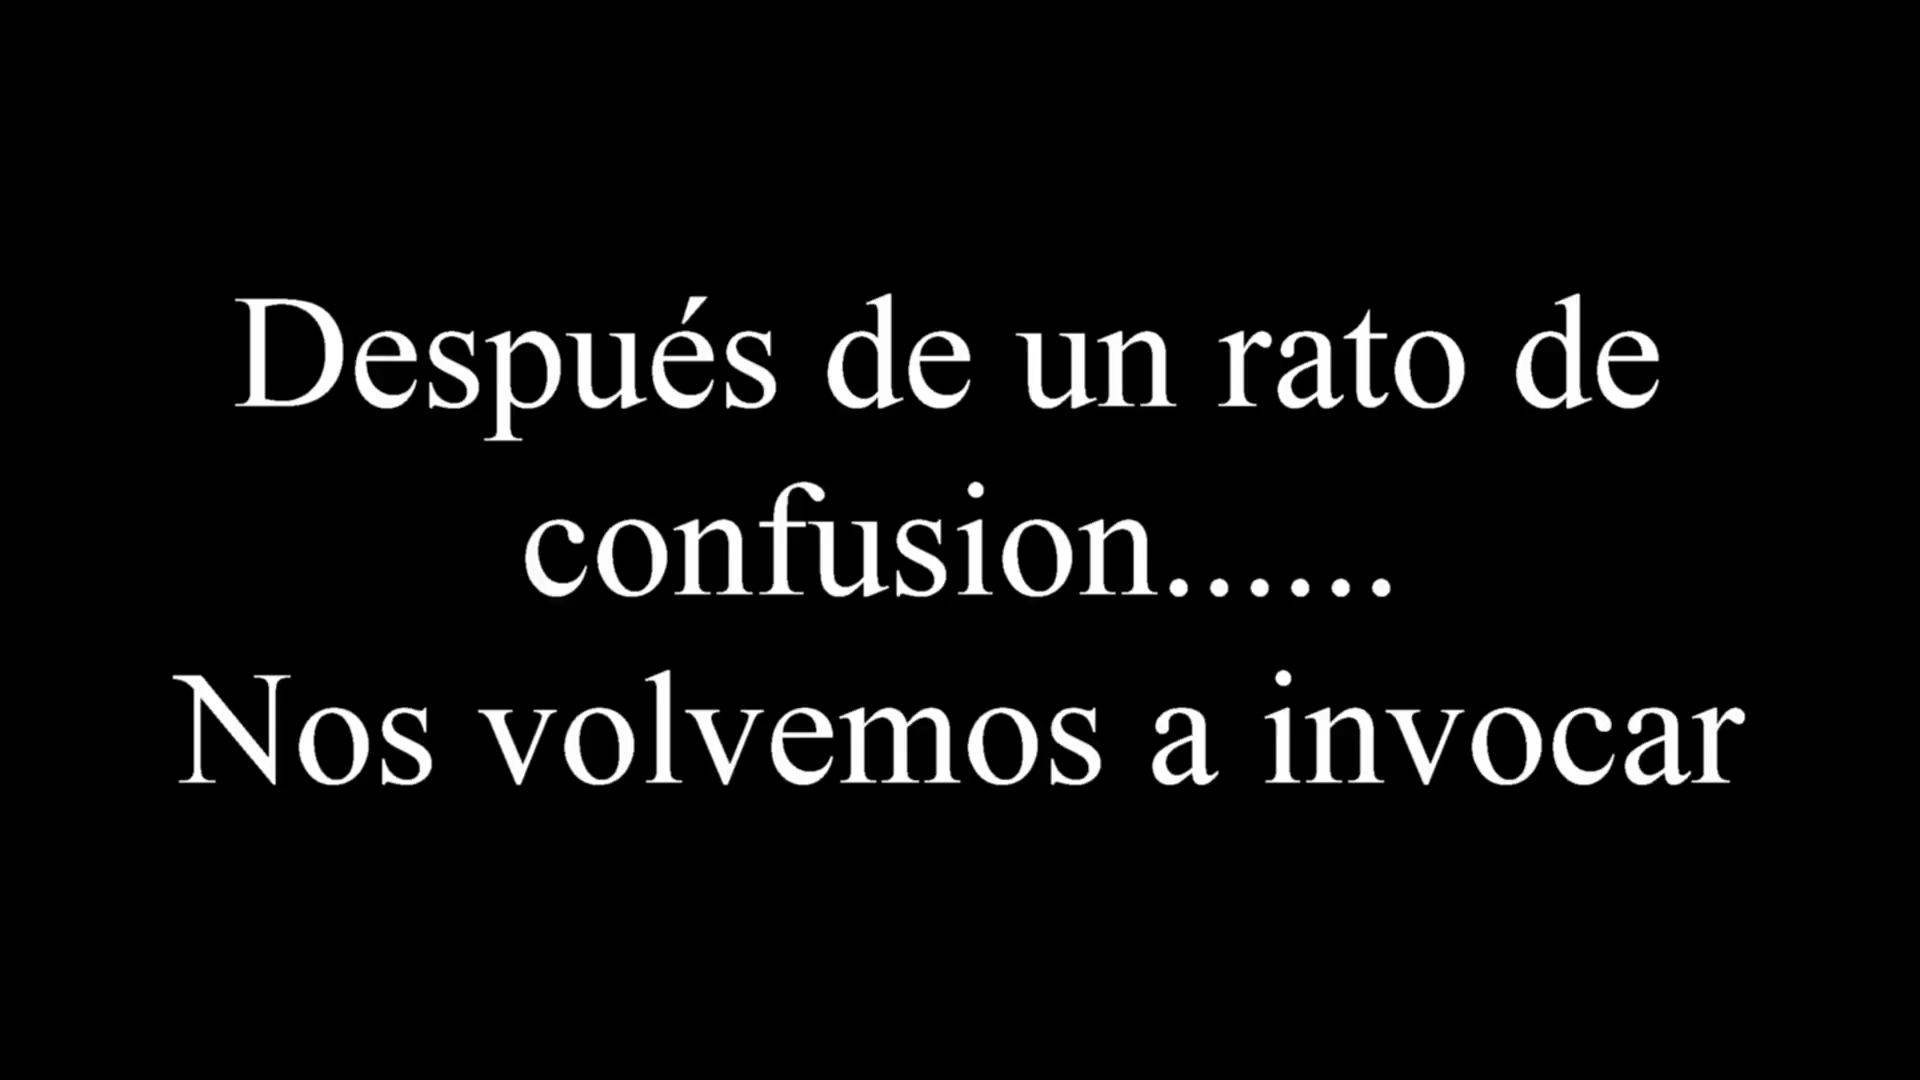 Después de un rato de
confusion......
Nos volvemos a invocar